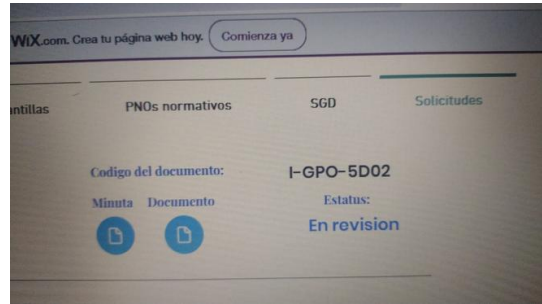 WiX.com. Crea tu página web hoy. Comienza ya
ntillas PNOs normativos SGD Solicitudes
Codigo del documento: I-GPO-5D02
Minuta Documento Estatus:
En revision